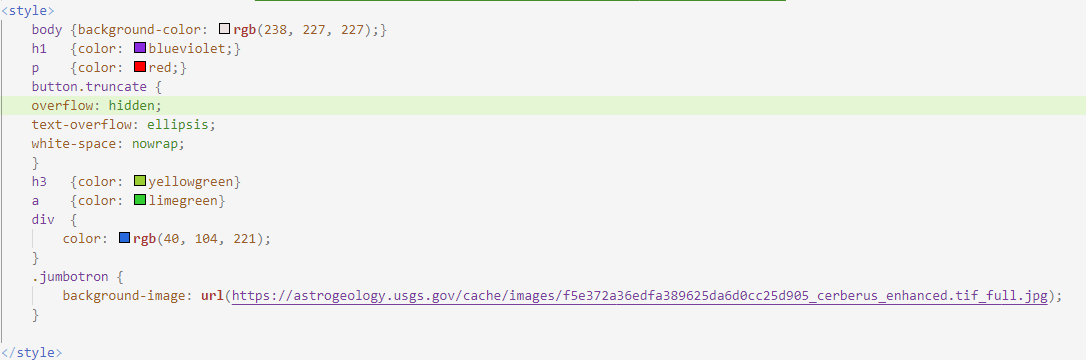 <style>
body {background-color: rgb(238, 227, 227);}
h1 {color: blueviolet;}
p {color: red;}
button.truncate {
overflow: hidden;
text-overflow: ellipsis;
white-space: nowrap;
}
h3 {color: yellowgreen}
a {color: limegreen}
div {
color: rgb(40, 104, 221);
}
.jumbotron {
background-image: url(https://astrogeology.usgs.gov/cache/images/f5e372a36edfa389625da6d0cc25d905_cerberus_enhanced.tif_full.jpg);
}
</style>